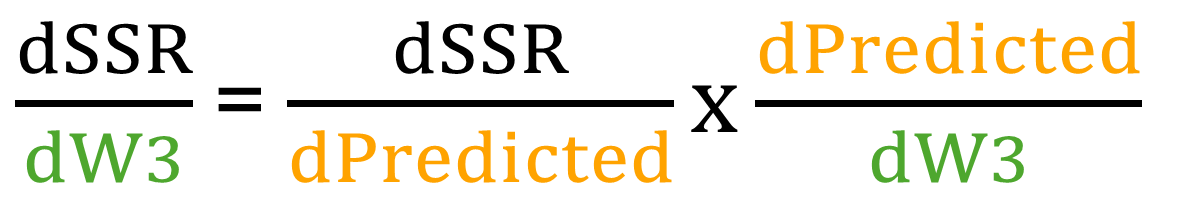 dSSR dSSR dPredicted
= x
dW3 dPredicted dW3